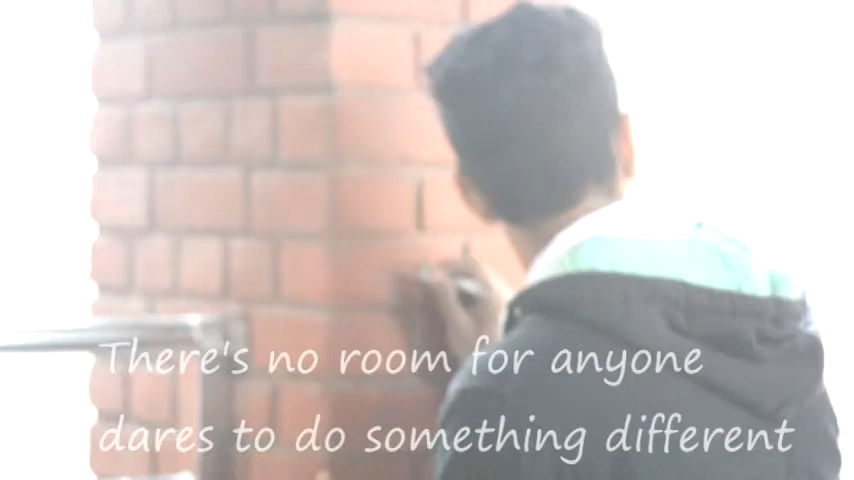 There's no room for anyone
dares to do something different